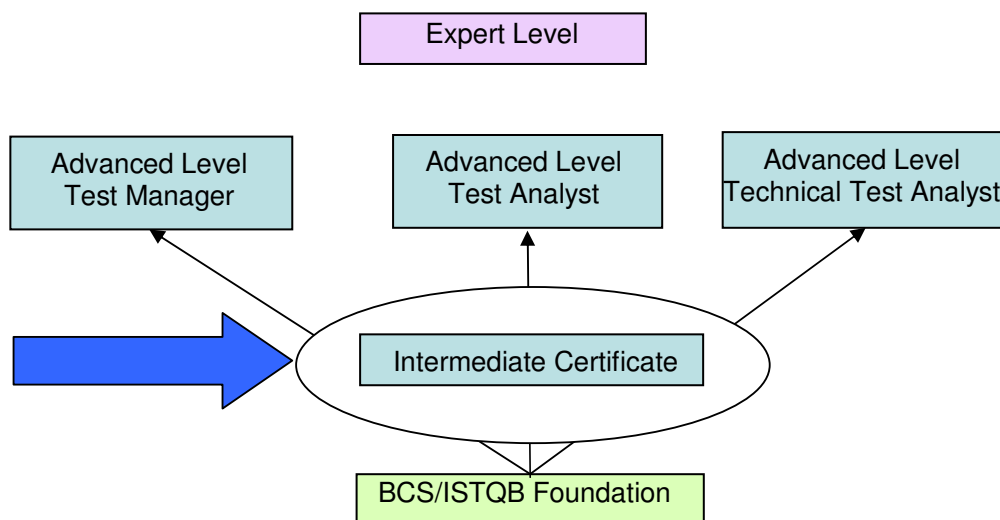 Expert Level
Advanced Level
Test Manager
Advanced Level
Test Analyst
Advanced Level
Technical Test Analyst
Intermediate Certificate
BCS/ISTQB Foundation